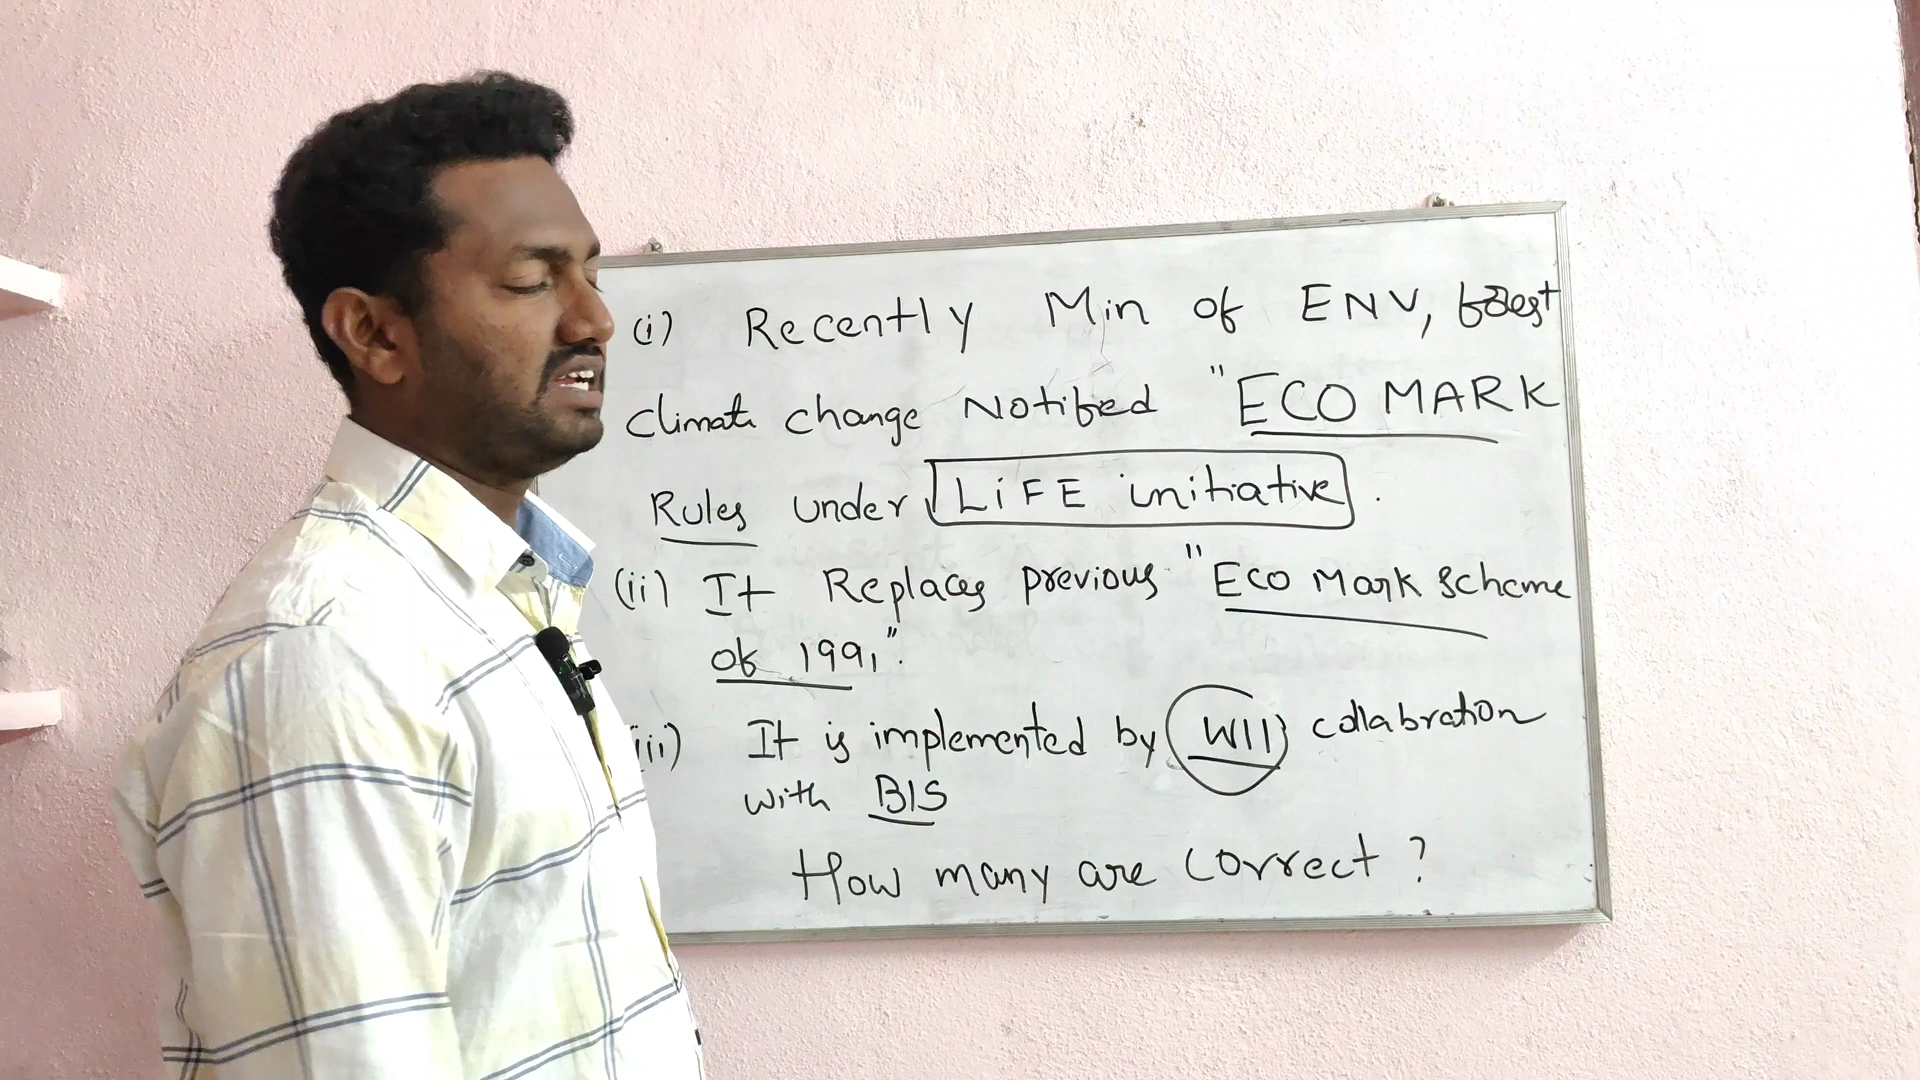 (i) Recently Min of ENV, forest
climate change Notified "ECO MARK
Rules under LiFE initiative.
(ii) It Replaces previous "Eco Mark Scheme
of 1991".
iii) It is implemented by WII collabration
with BIS
How many are correct?